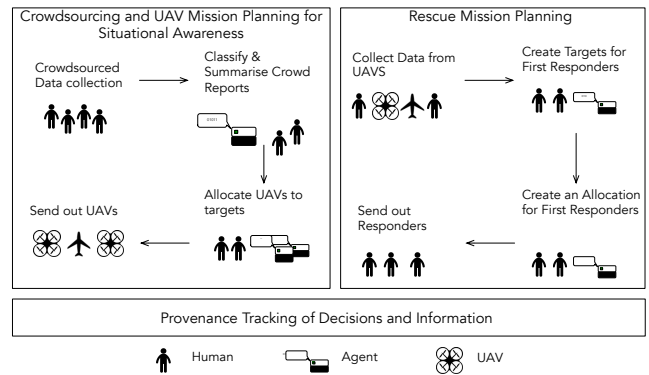 Crowdsourcing and UAV Mission Planning for
Situational Awareness
Crowdsourced
Data collection
Classify &
Summarise Crowd
Reports
01011
Allocate UAVs to
targets
Send out UAVs
Rescue Mission Planning
Collect Data from
UAVS
Create Targets for
First Responders
Create an Allocation
for First Responders
Send out
Responders
Provenance Tracking of Decisions and Information
Human
Agent
UAV